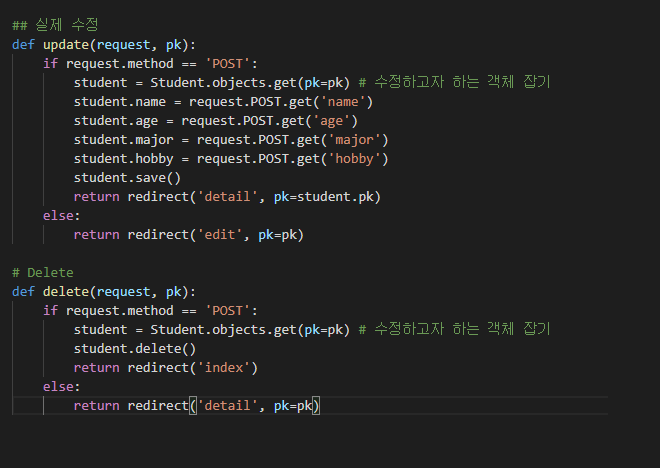 ## 실제 수정
def update(request, pk):
    if request.method == 'POST':
        student = Student.objects.get(pk=pk) # 수정하고자 하는 객체 잡기
        student.name = request.POST.get('name')
        student.age = request.POST.get('age')
        student.major = request.POST.get('major')
        student.hobby = request.POST.get('hobby')
        student.save()
        return redirect('detail', pk=student.pk)
    else:
        return redirect('edit', pk=pk)
# Delete
def delete(request, pk):
    if request.method == 'POST':
        student = Student.objects.get(pk=pk) # 수정하고자 하는 객체 잡기
        student.delete()
        return redirect('index')
    else:
        return redirect('detail', pk=pk)